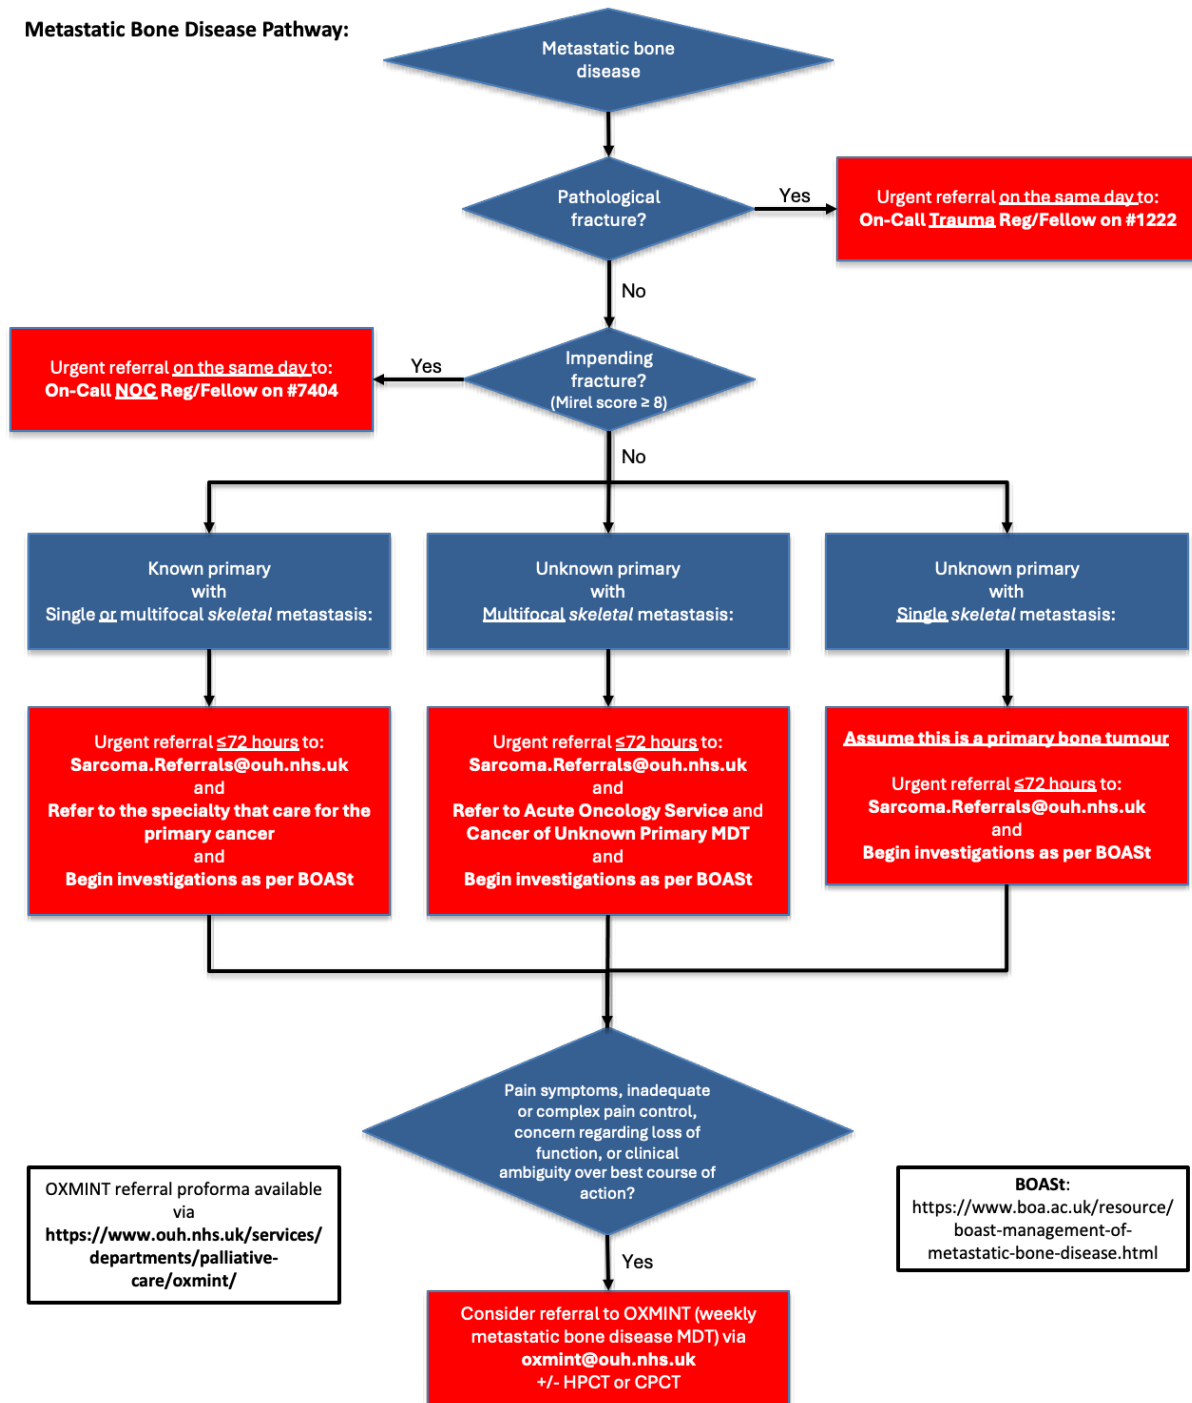 Metastatic Bone Disease Pathway:
Metastatic bone
disease
Pathological
fracture?
Yes
Urgent referral on the same day to:
On-Call Trauma Reg/Fellow on #1222
No
Impending
fracture?
(Mirel score ≥ 8)
Yes
Urgent referral on the same day to:
On-Call NOC Reg/Fellow on #7404
No
Known primary
with
Single or multifocal skeletal metastasis:
Unknown primary
with
Multifocal skeletal metastasis:
Unknown primary
with
Single skeletal metastasis:
Urgent referral ≤72 hours to:
Sarcoma.Referrals@ouh.nhs.uk
and
Refer to the specialty that care for the
primary cancer
and
Begin investigations as per BOASt
Urgent referral ≤72 hours to:
Sarcoma.Referrals@ouh.nhs.uk
and
Refer to Acute Oncology Service and
Cancer of Unknown Primary MDT
and
Begin investigations as per BOASt
Assume this is a primary bone tumour
Urgent referral ≤72 hours to:
Sarcoma.Referrals@ouh.nhs.uk
and
Begin investigations as per BOASt
Pain symptoms, inadequate
or complex pain control,
concern regarding loss of
function, or clinical
ambiguity over best course of
action?
OXMINT referral proforma available
via
https://www.ouh.nhs.uk/services/
departments/palliative-
care/oxmint/
BOASt:
https://www.boa.ac.uk/resource/
boast-management-of-
metastatic-bone-disease.html
Yes
Consider referral to OXMINT (weekly
metastatic bone disease MDT) via
oxmint@ouh.nhs.uk
+/- HPCT or CPCT